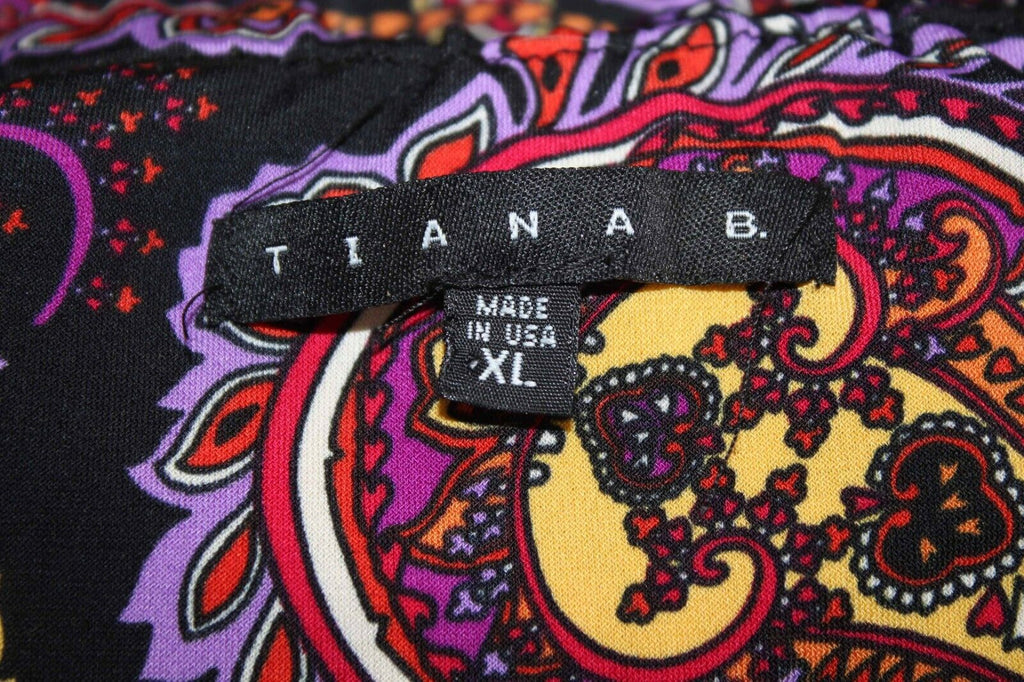 TIANA B.
MADE
IN USA
XL